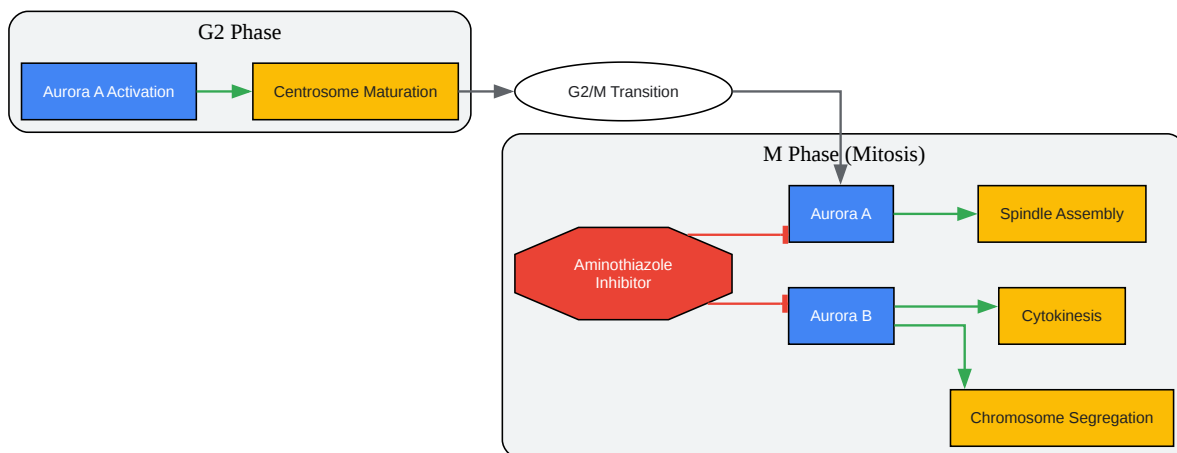 G2 Phase
Aurora A Activation
Centrosome Maturation
G2/M Transition
M Phase (Mitosis)
Aurora A
Spindle Assembly
Aminothiazole
Inhibitor
Aurora B
Cytokinesis
Chromosome Segregation